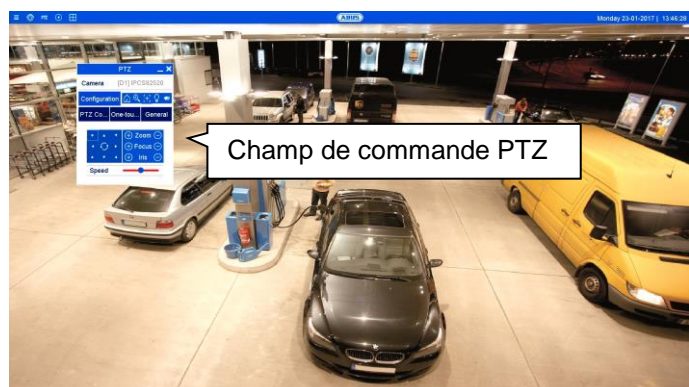 ABUS
Monday 23-01-2017 | 13:46:28
PTZ
Camera [D1] IPCS82520
Configuration
PTZ Co... One-tou... General
Zoom
Focus
Iris
Speed
Champ de commande PTZ